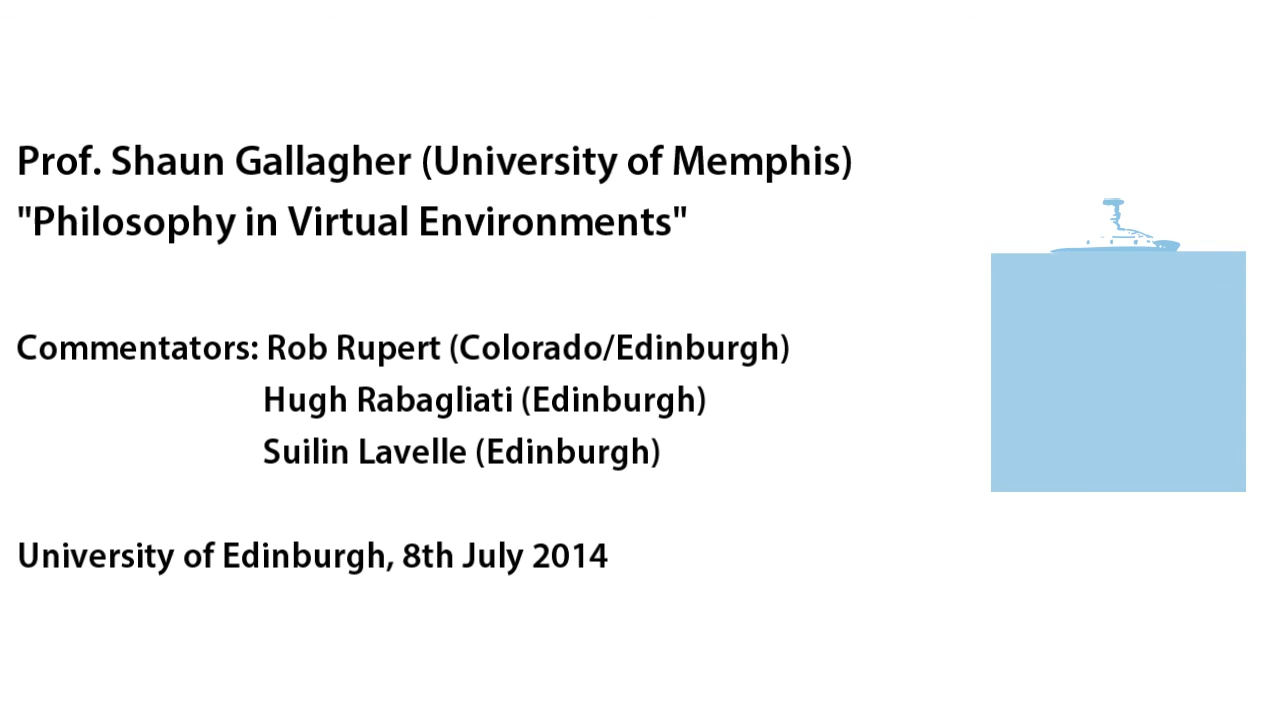 Prof. Shaun Gallagher (University of Memphis)
"Philosophy in Virtual Environments"
Commentators: Rob Rupert (Colorado/Edinburgh)
Hugh Rabagliati (Edinburgh)
Suilin Lavelle (Edinburgh)
University of Edinburgh, 8th July 2014